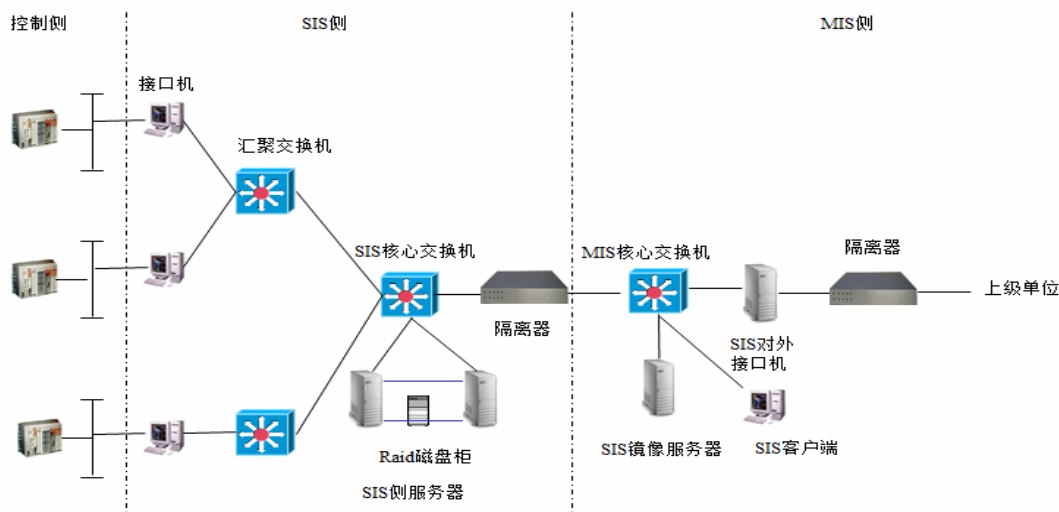 控制侧
SIS侧
MIS侧
接口机
汇聚交换机
SIS核心交换机
MIS核心交换机
隔离器
上级单位
隔离器
SIS对外
接口机
Raid磁盘柜
SIS镜像服务器
SIS客户端
SIS侧服务器